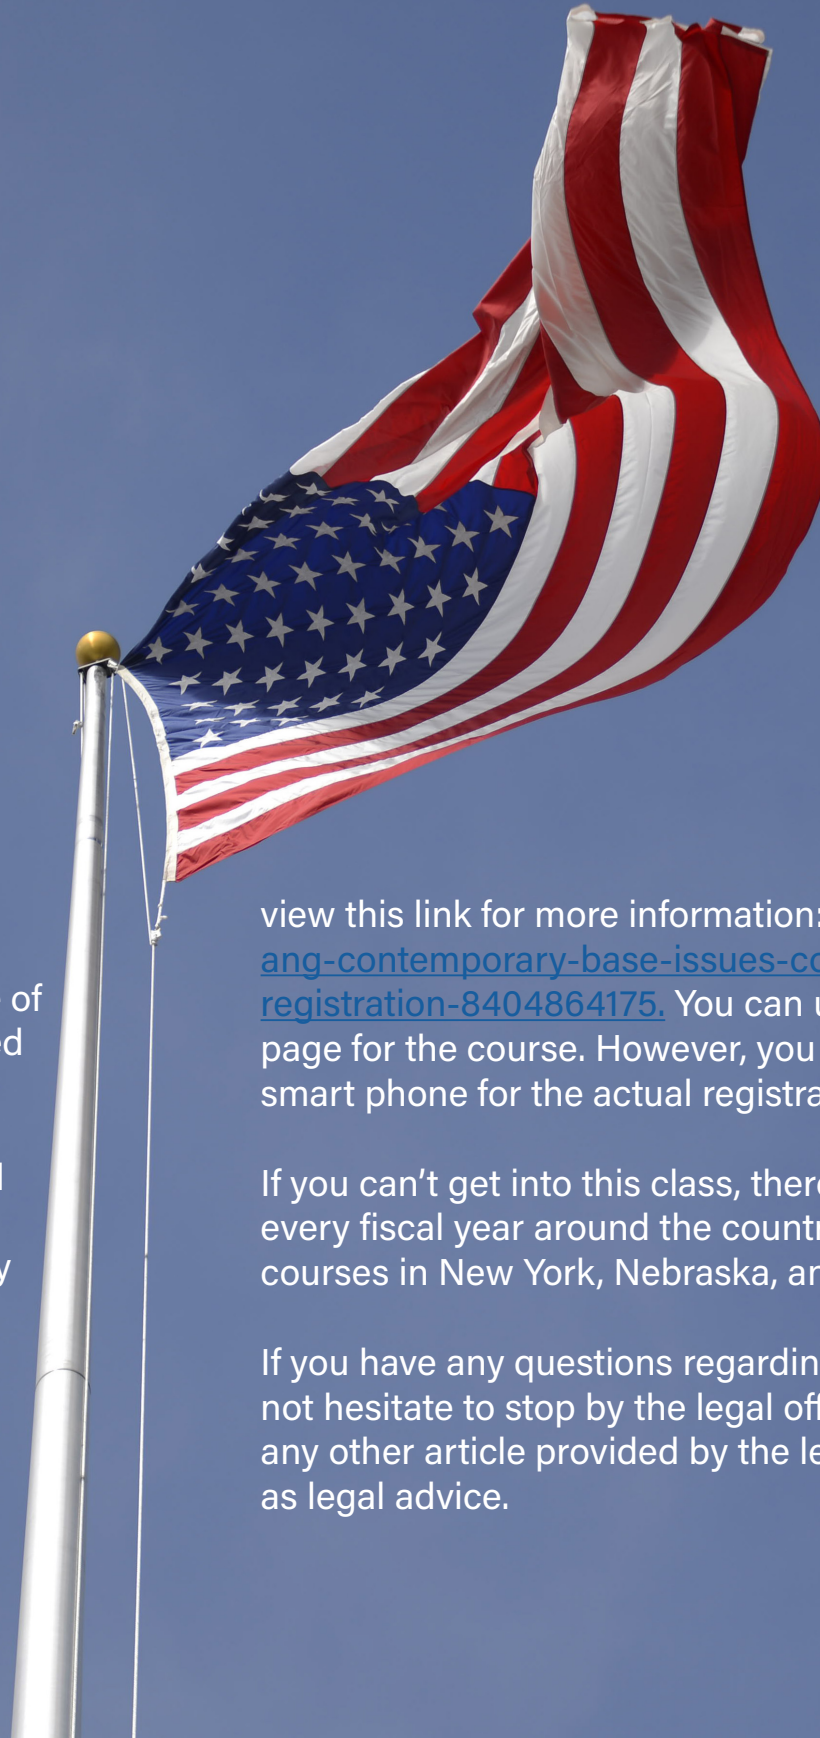 of
ed
y
view this link for more information:
ang-contemporary-base-issues-co
registration-8404864175. You can u
page for the course. However, you
smart phone for the actual registra
If you can’t get into this class, there
every fiscal year around the countr
courses in New York, Nebraska, an
If you have any questions regardin
not hesitate to stop by the legal off
any other article provided by the le
as legal advice.